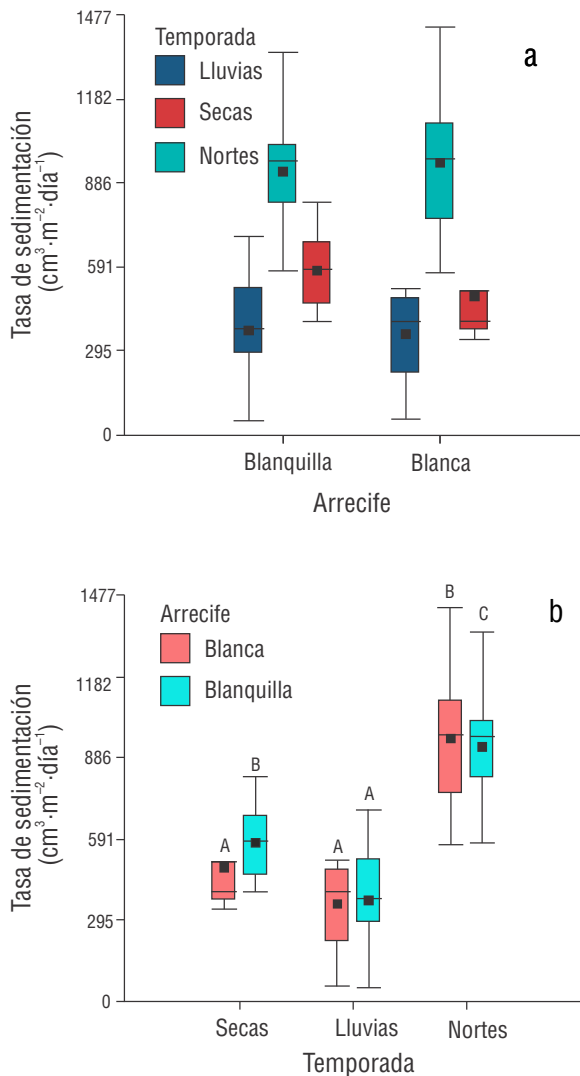 a
Temporada
Lluvias
Secas
Nortes
Tasa de sedimentación
(cm³·m⁻²·día⁻¹)
1477
1182
886
591
295
0
Blanquilla Blanca
Arrecife
b
Arrecife
Blanca
Blanquilla
Tasa de sedimentación
(cm³·m⁻²·día⁻¹)
1477
1182
886
591
295
0
A B A A B C
Secas Lluvias Nortes
Temporada